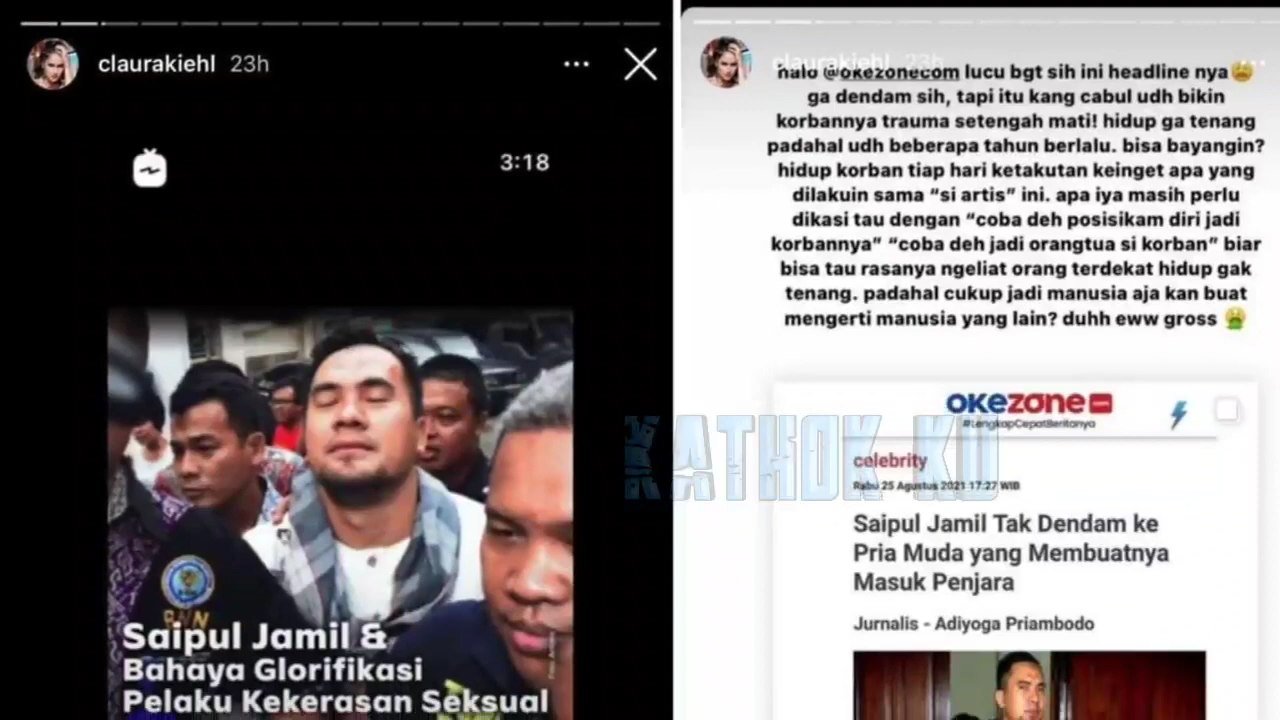 claurakiehl 23h
3:18
BNN
Saipul Jamil &
Bahaya Glorifikasi
Pelaku Kekerasan Seksual
claurakiehl 23h
halo @okezonecom lucu bgt sih ini headline nya😩
ga dendam sih, tapi itu kang cabul udh bikin
korbannya trauma setengah mati! hidup ga tenang
padahal udh beberapa tahun berlalu. bisa bayangin?
hidup korban tiap hari ketakutan keinget apa yang
dilakuin sama “si artis” ini. apa iya masih perlu
dikasi tau dengan “coba deh posisikam diri jadi
korbannya” “coba deh jadi orangtua si korban” biar
bisa tau rasanya ngeliat orang terdekat hidup gak
tenang. padahal cukup jadi manusia aja kan buat
mengerti manusia yang lain? duhh eww gross 🤮
okezone
#LengkapCepatBeritanya
KATHOK KU
celebrity
Rabu 25 Agustus 2021 17:27 WIB
Saipul Jamil Tak Dendam ke
Pria Muda yang Membuatnya
Masuk Penjara
Jurnalis - Adiyoga Priambodo